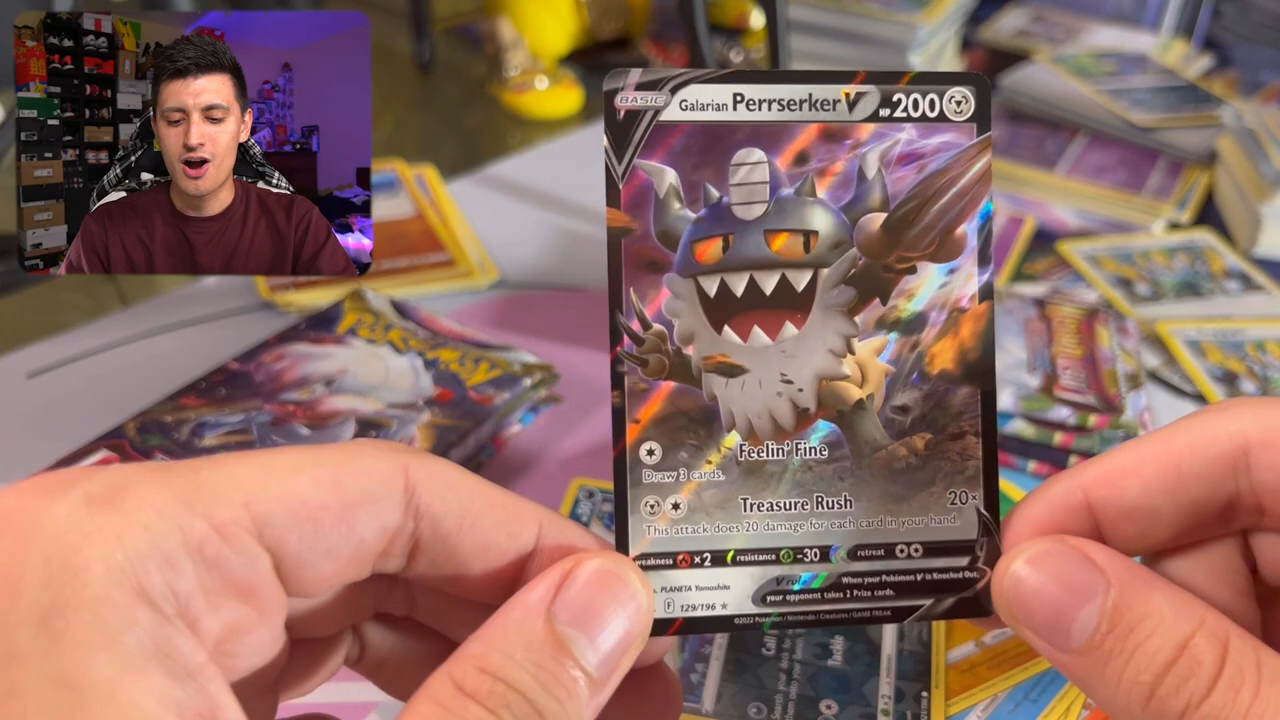 BASIC
Galarian Perrserker V HP 200
Feelin' Fine
Draw 3 cards.
Treasure Rush 20×
This attack does 20 damage for each card in your hand.
weakness ×2 resistance -30 retreat
V rule When your Pokémon V is Knocked Out,
your opponent takes 2 Prize cards.
PLANETA Yamashita
F 129/196
©2022 Pokémon / Nintendo / Creatures / GAME FREAK
POKÉMON
Call
Tackle